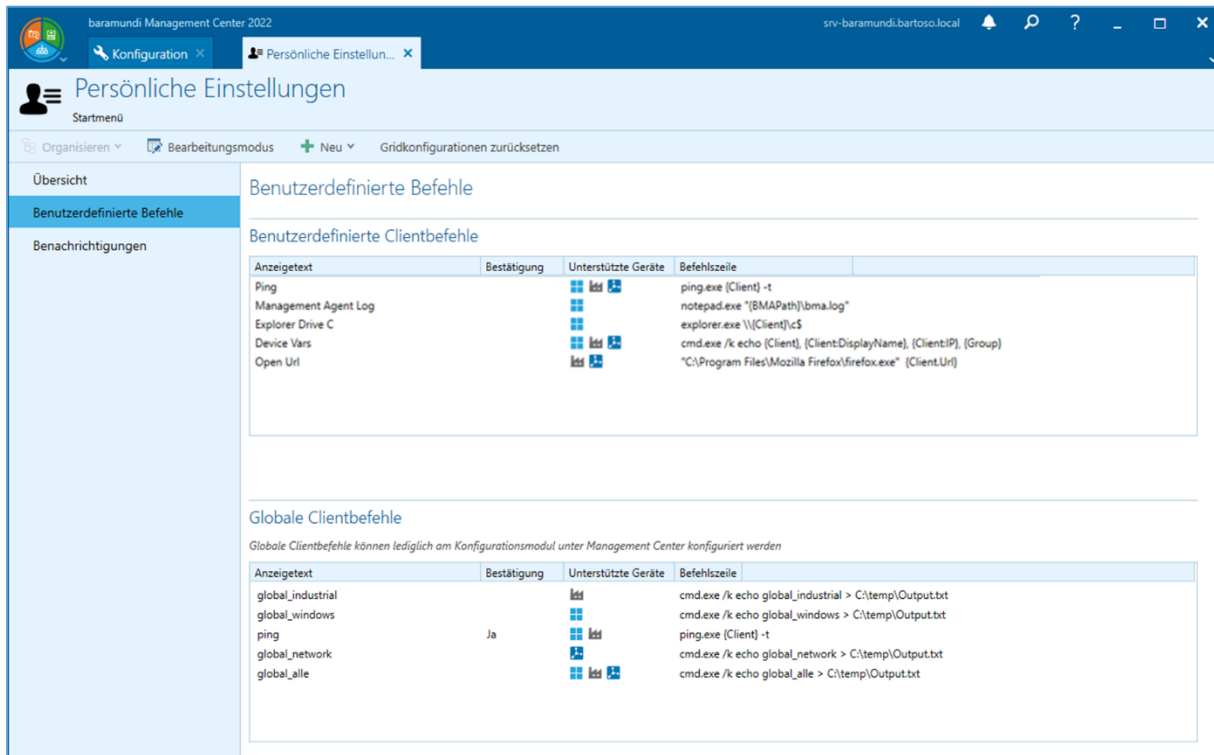 baramundi Management Center 2022 srv-baramundi.bartoso.local ?
Konfiguration Persönliche Einstellun...
Persönliche Einstellungen
Startmenü
Organisieren Bearbeitungsmodus Neu Gridkonfigurationen zurücksetzen
Übersicht
Benutzerdefinierte Befehle
Benachrichtigungen
Benutzerdefinierte Befehle
Benutzerdefinierte Clientbefehle
Anzeigetext Bestätigung Unterstützte Geräte Befehlszeile
Ping ping.exe {Client} -t
Management Agent Log notepad.exe "{BMAPath}\bma.log"
Explorer Drive C explorer.exe \\{Client}\c$
Device Vars cmd.exe /k echo {Client}, {Client:DisplayName}, {Client:IP}, {Group}
Open Url "C:\Program Files\Mozilla Firefox\firefox.exe" {Client.Url}
Globale Clientbefehle
Globale Clientbefehle können lediglich am Konfigurationsmodul unter Management Center konfiguriert werden
Anzeigetext Bestätigung Unterstützte Geräte Befehlszeile
global_industrial cmd.exe /k echo global_industrial > C:\temp\Output.txt
global_windows cmd.exe /k echo global_windows > C:\temp\Output.txt
ping Ja ping.exe {Client} -t
global_network cmd.exe /k echo global_network > C:\temp\Output.txt
global_alle cmd.exe /k echo global_alle > C:\temp\Output.txt